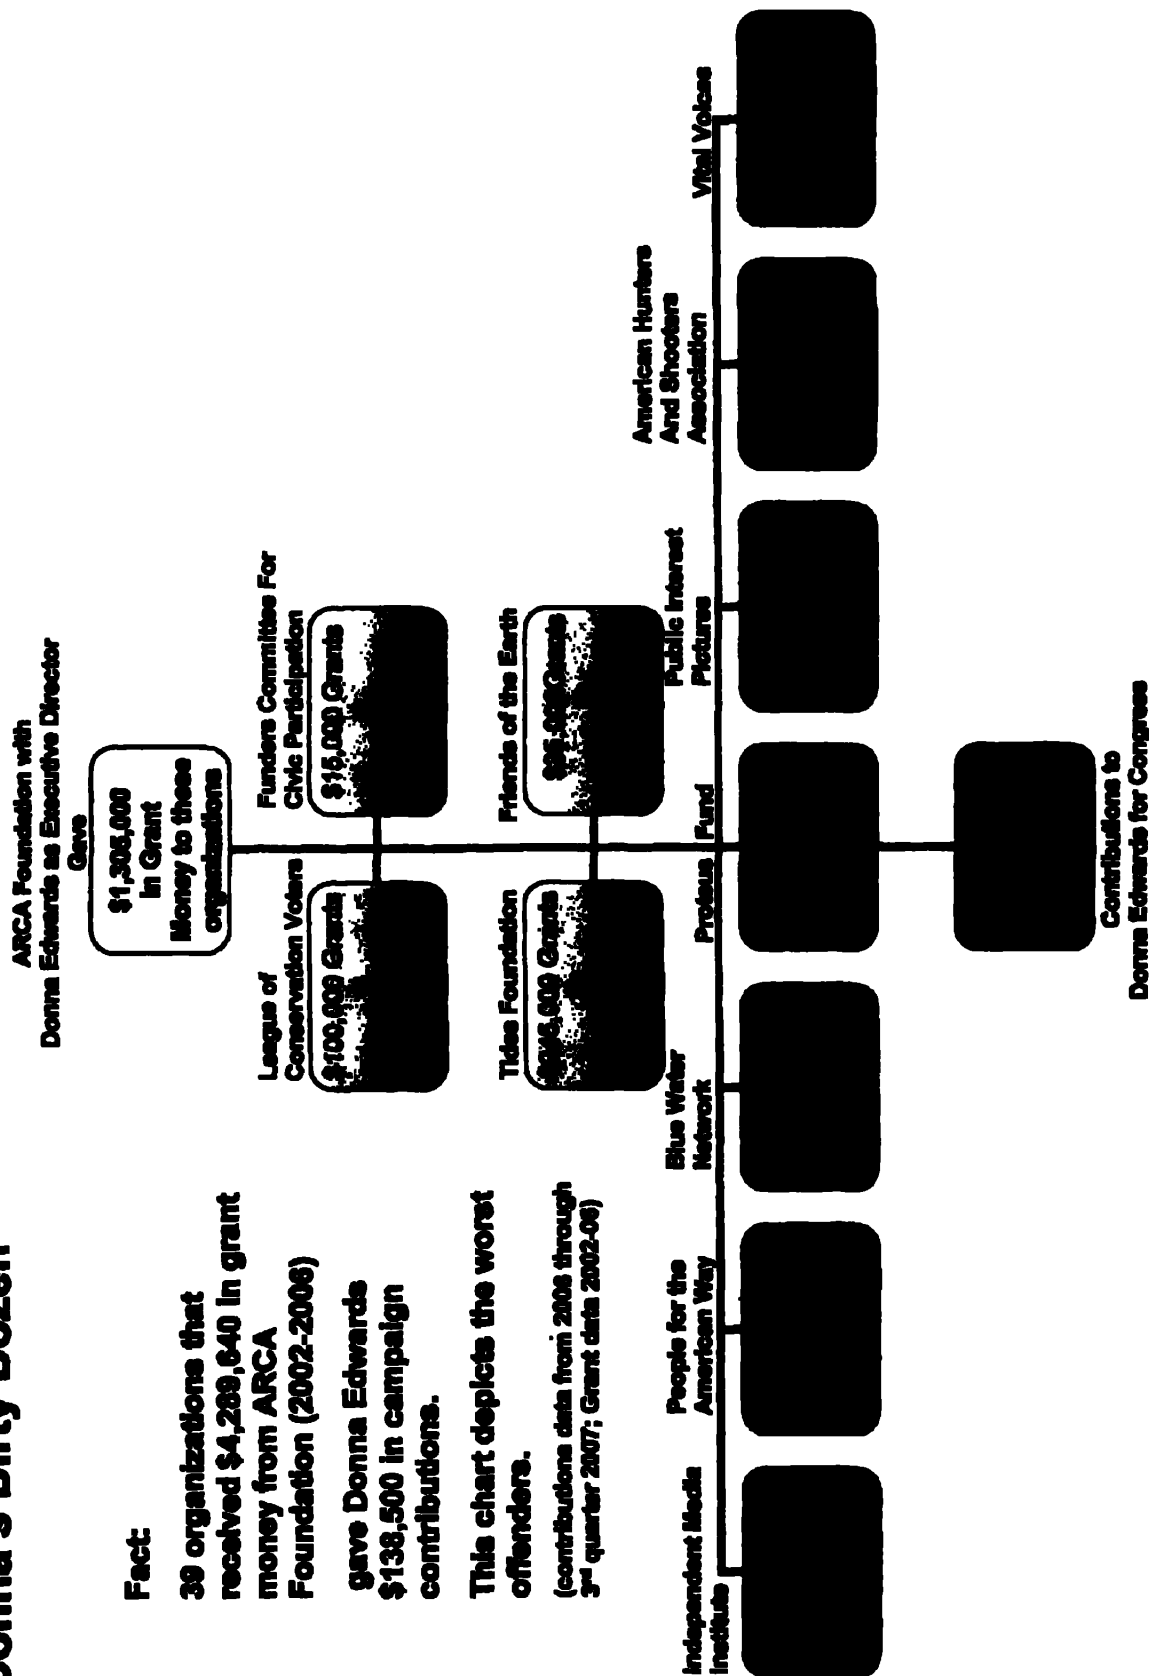 Dirty Dozen
ARCA Foundation with
Donna Edwards as Executive Director
Gave
$1,305,000
in Grant
Money to these
organizations
Fact:
39 organizations that
received $4,289,640 in grant
money from ARCA
Foundation (2002-2006)
gave Donna Edwards
$138,500 in campaign
contributions.
This chart depicts the worst
offenders.
(contributions data from 2006 through
3rd quarter 2007; Grant data 2002-06)
League of
Conservation Voters
$100,000 Grants
Funders Committee For
Civic Participation
$15,000 Grants
Tides Foundation
Grants
Friends of the Earth
Grants
Independent Media
Institute
People for the
American Way
Blue Water
Network
Proteus Fund
Public Interest
Pictures
American Hunters
And Shooters
Association
Vital Voices
Contributions to
Donna Edwards for Congress